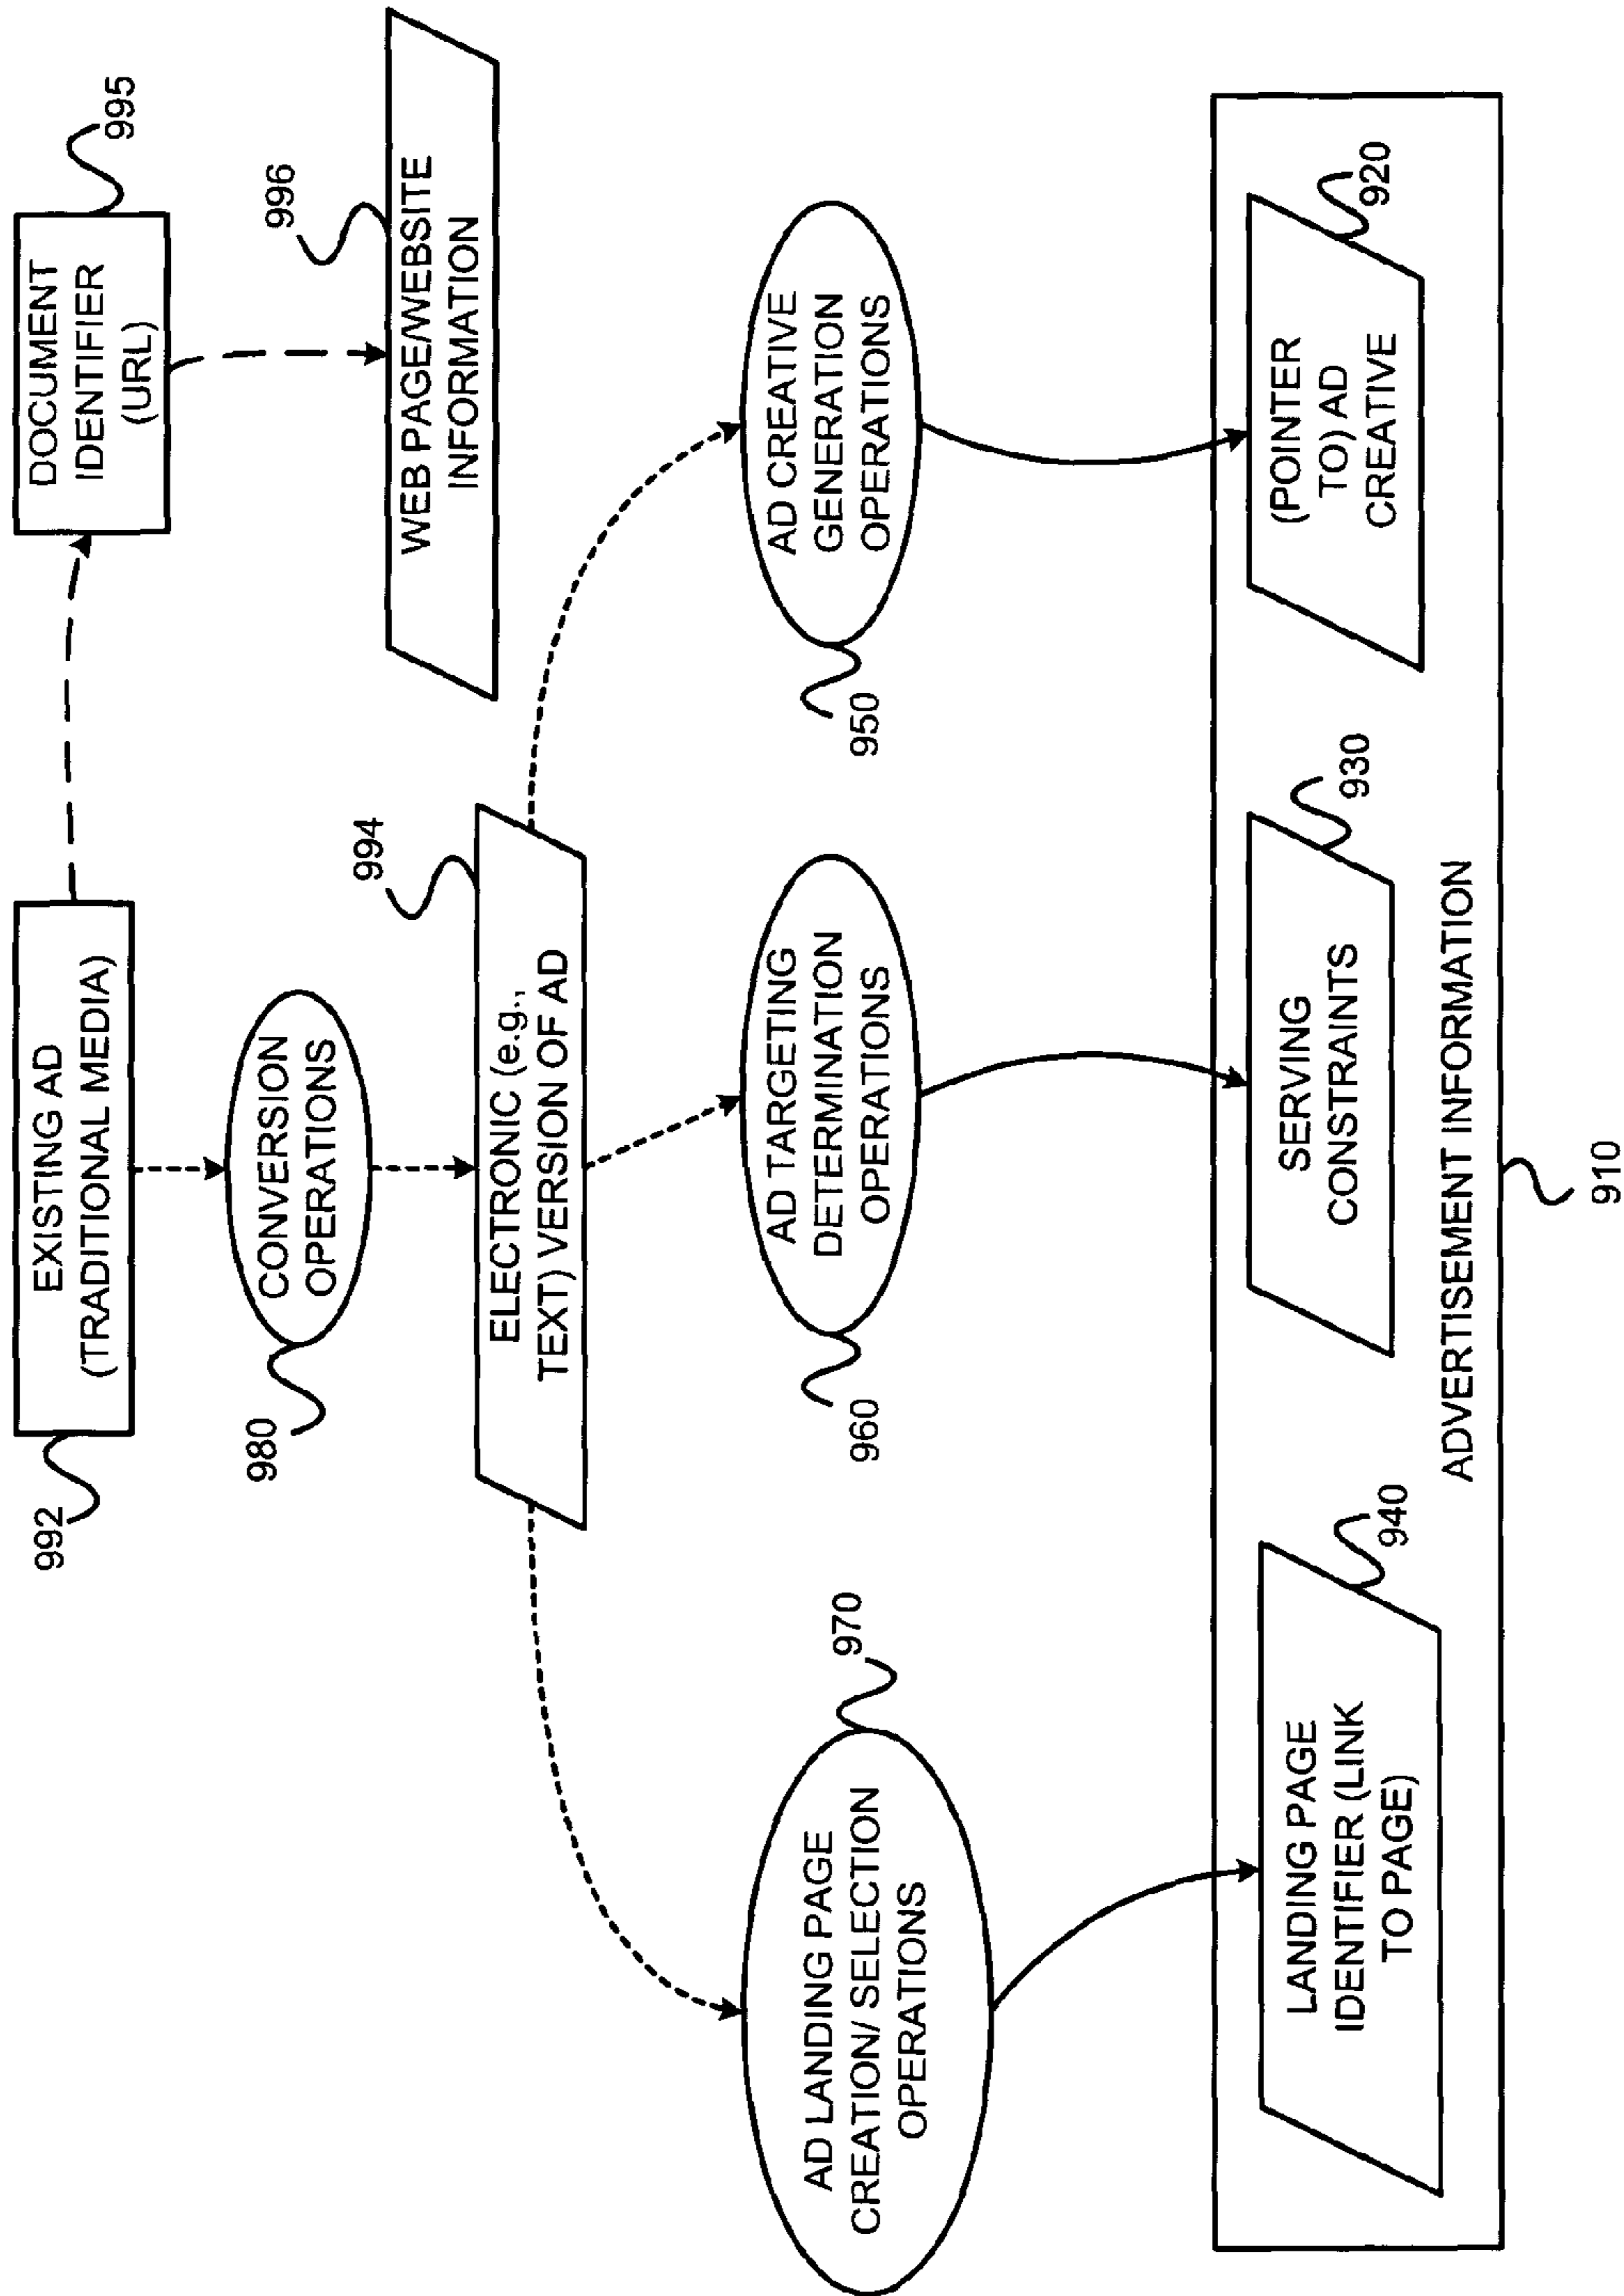 992
EXISTING AD
(TRADITIONAL MEDIA)
DOCUMENT
IDENTIFIER
(URL)
995
980
CONVERSION
OPERATIONS
996
WEB PAGE/WEBSITE
INFORMATION
994
ELECTRONIC (e.g.,
TEXT) VERSION OF AD
AD LANDING PAGE
CREATION/ SELECTION
OPERATIONS
970
960
AD TARGETING
DETERMINATION
OPERATIONS
950
AD CREATIVE
GENERATION
OPERATIONS
LANDING PAGE
IDENTIFIER (LINK
TO PAGE)
940
SERVING
CONSTRAINTS
930
(POINTER
TO) AD
CREATIVE
920
ADVERTISEMENT INFORMATION
910